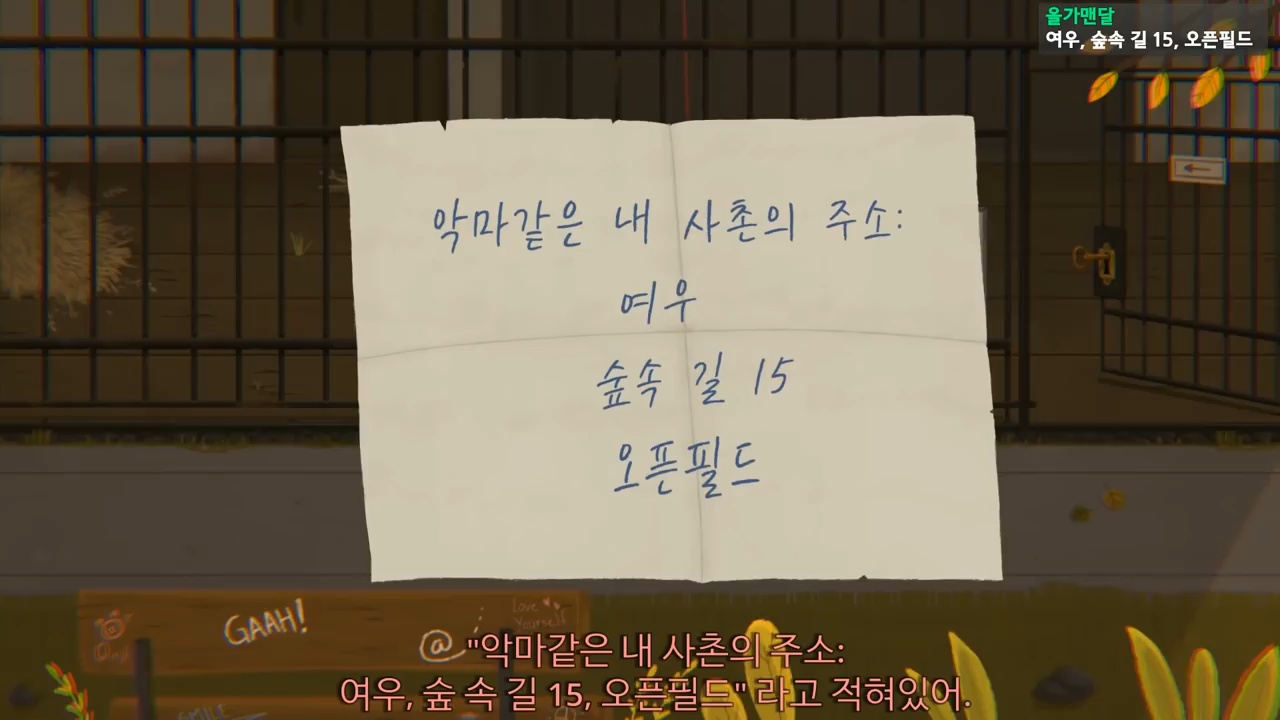 올가맨달
여우, 숲속 길 15, 오픈필드
악마같은 내 사촌의 주소:
여우
숲속 길 15
오픈필드
GAAH!
@
Love
Yourself
SMILE
"악마같은 내 사촌의 주소:
여우, 숲 속 길 15, 오픈필드" 라고 적혀있어.